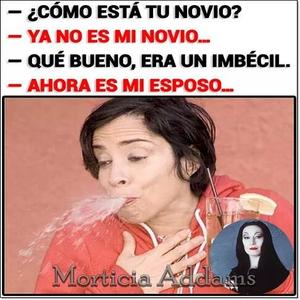 — ¿CÓMO ESTÁ TU NOVIO?
— YA NO ES MI NOVIO...
— QUÉ BUENO, ERA UN IMBÉCIL.
— AHORA ES MI ESPOSO...
Morticia Addams